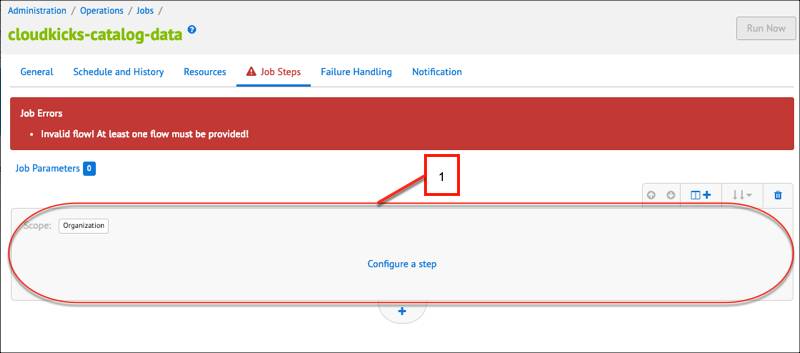 Administration / Operations / Jobs /
cloudkicks-catalog-data ?
Run Now
General Schedule and History Resources Job Steps Failure Handling Notification
Job Errors
• Invalid flow! At least one flow must be provided!
Job Parameters 0
1
Scope: Organization
Configure a step